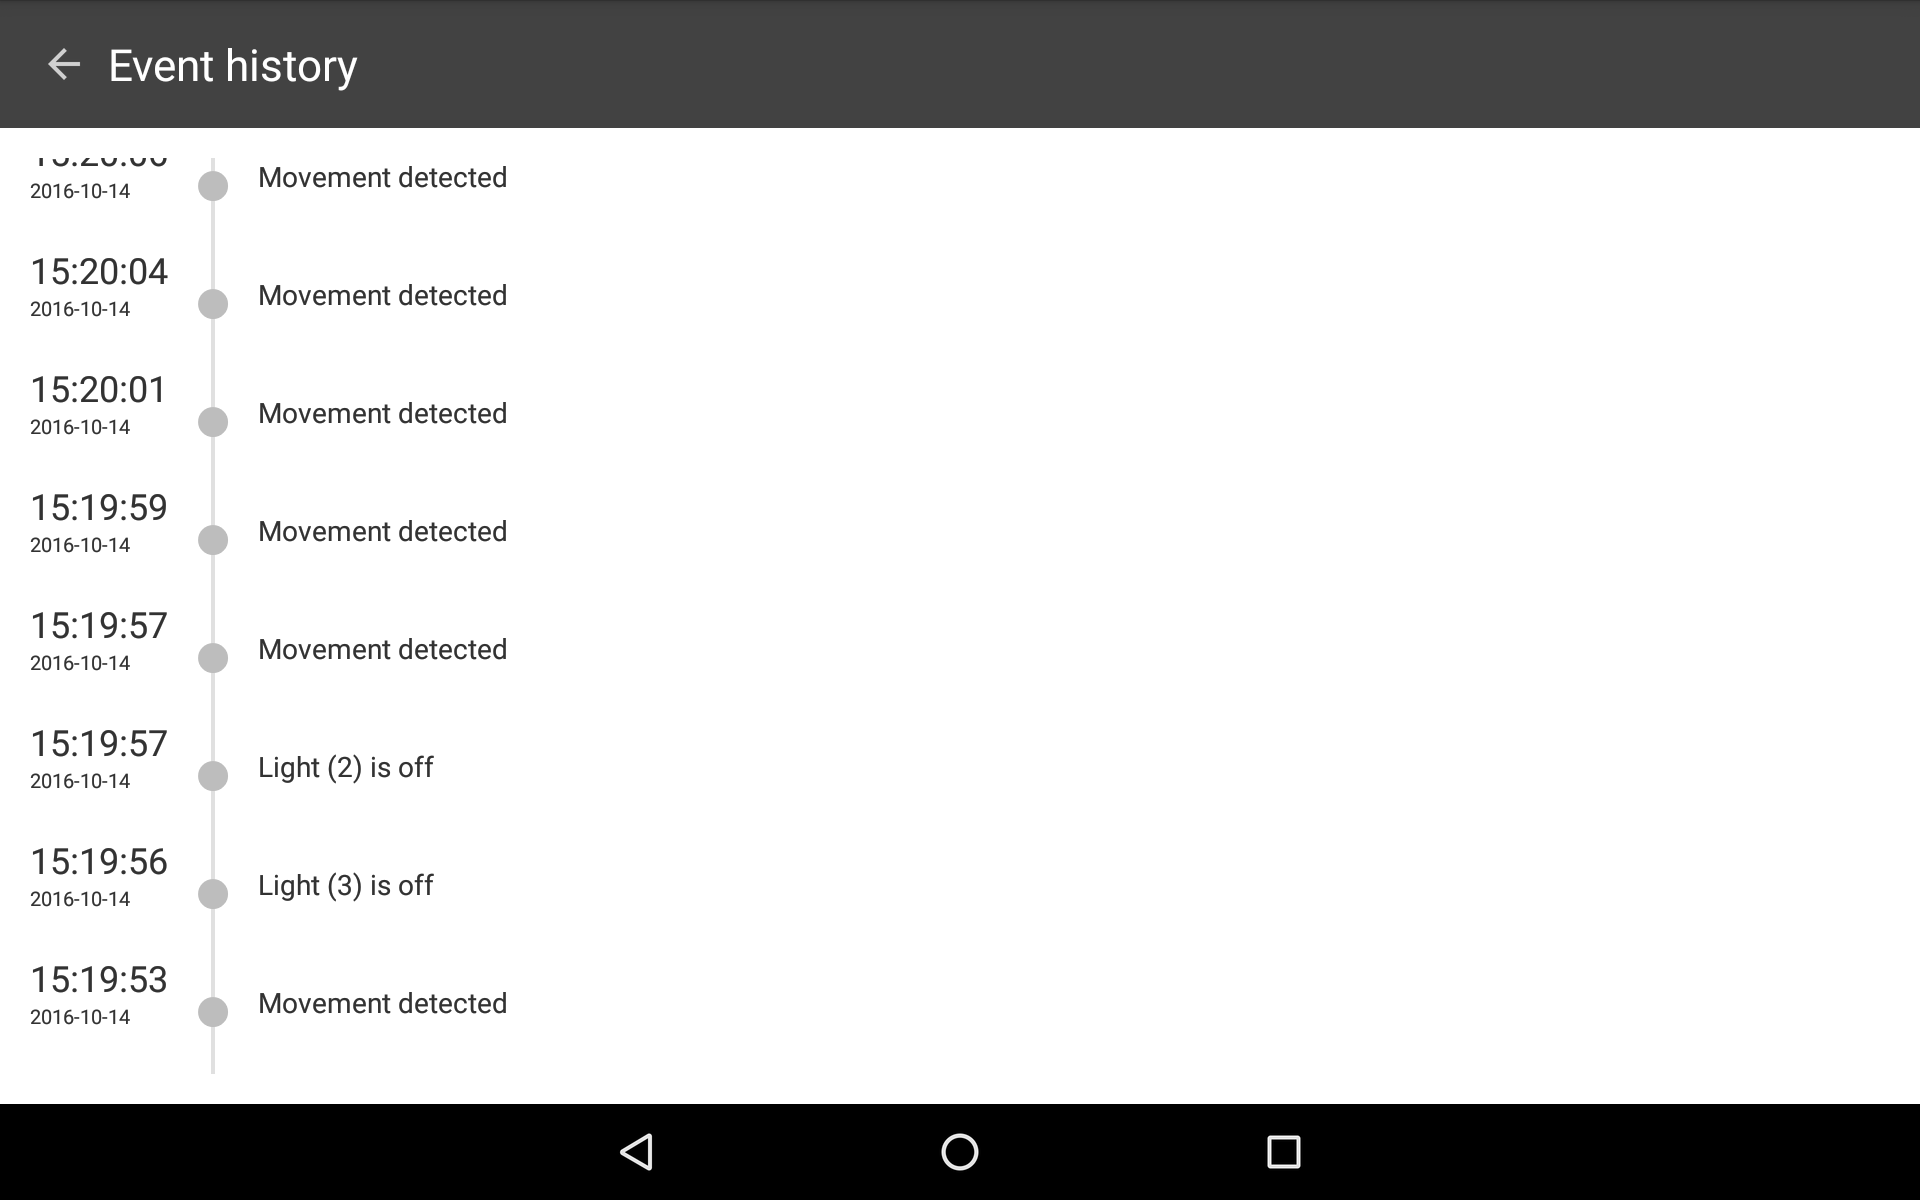 Event history
2016-10-14
Movement detected
15:20:04
2016-10-14
Movement detected
15:20:01
2016-10-14
Movement detected
15:19:59
2016-10-14
Movement detected
15:19:57
2016-10-14
Movement detected
15:19:57
2016-10-14
Light (2) is off
15:19:56
2016-10-14
Light (3) is off
15:19:53
2016-10-14
Movement detected